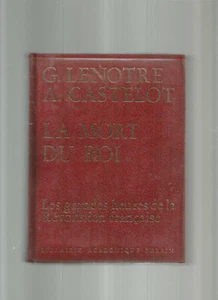 G. LENOTRE
A. CASTELOT
LA MORT
DU ROI
Les grandes heures de la
Révolution française
LIBRAIRIE ACADÉMIQUE PERRIN